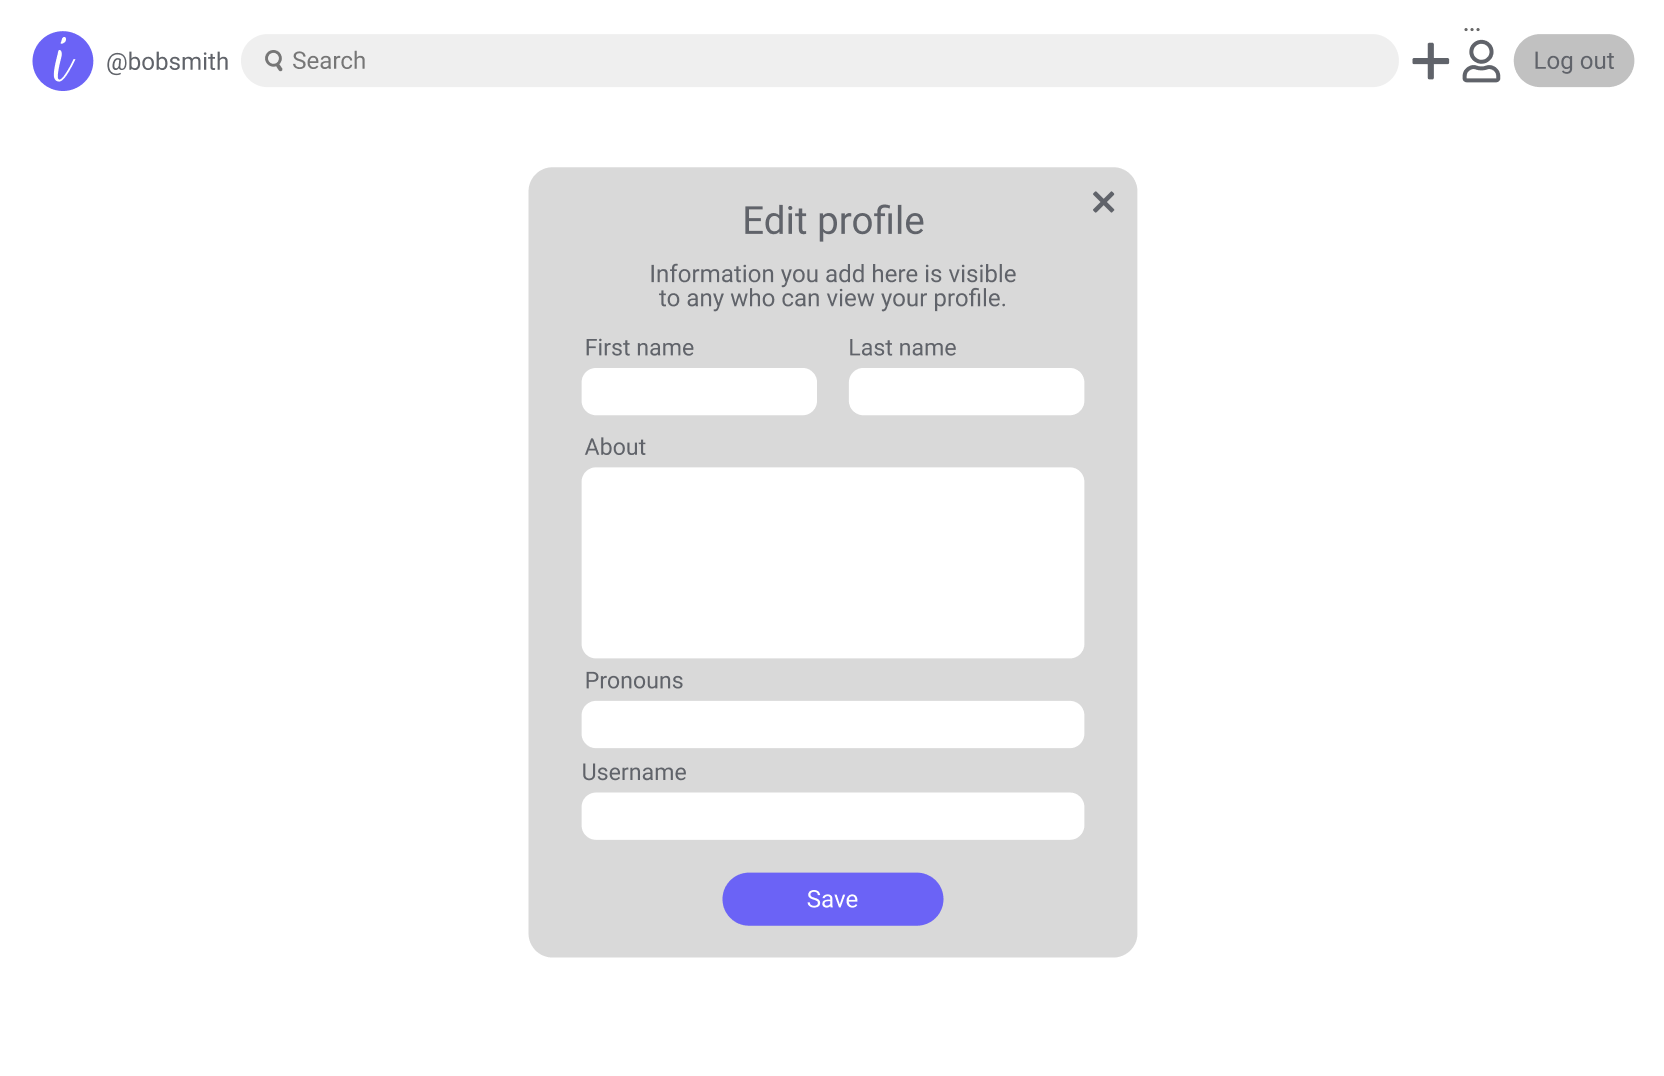 i
@bobsmith
Search
...
Log out
Edit profile
Information you add here is visible
to any who can view your profile.
First name
Last name
About
Pronouns
Username
Save